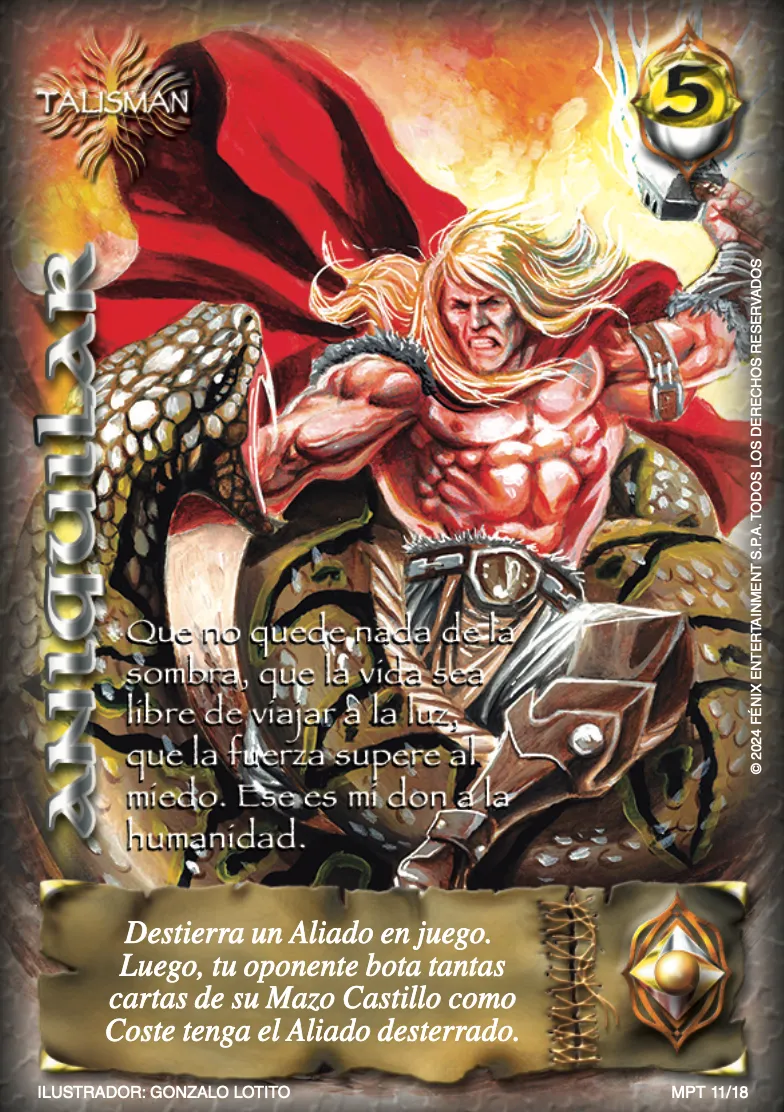 TALISMAN
5
ANIQUILAR
Que no quede nada de la
sombra, que la vida sea
libre de viajar a la luz,
que la fuerza supere al
miedo. Ese es mi don a la
humanidad.
© 2024 FÉNIX ENTERTAINMENT S.P.A. TODOS LOS DERECHOS RESERVADOS
Destierra un Aliado en juego.
Luego, tu oponente bota tantas
cartas de su Mazo Castillo como
Coste tenga el Aliado desterrado.
ILUSTRADOR: GONZALO LOTITO
MPT 11/18